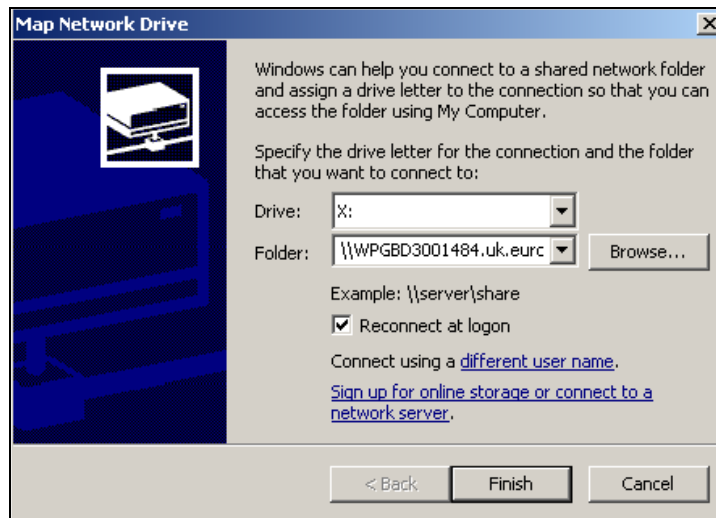 Map Network Drive
Windows can help you connect to a shared network folder
and assign a drive letter to the connection so that you can
access the folder using My Computer.
Specify the drive letter for the connection and the folder
that you want to connect to:
Drive: X:
Folder: \\WPGBD3001484.uk.eurc Browse...
Example: \\server\share
Reconnect at logon
Connect using a different user name.
Sign up for online storage or connect to a
network server.
< Back Finish Cancel